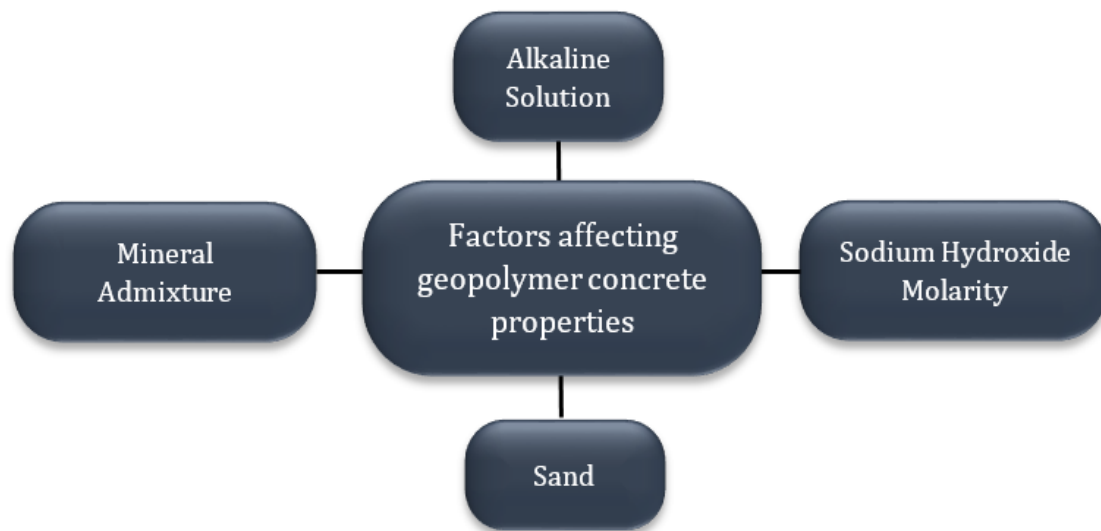 Alkaline
Solution
Mineral
Admixture
Factors affecting
geopolymer concrete
properties
Sodium Hydroxide
Molarity
Sand